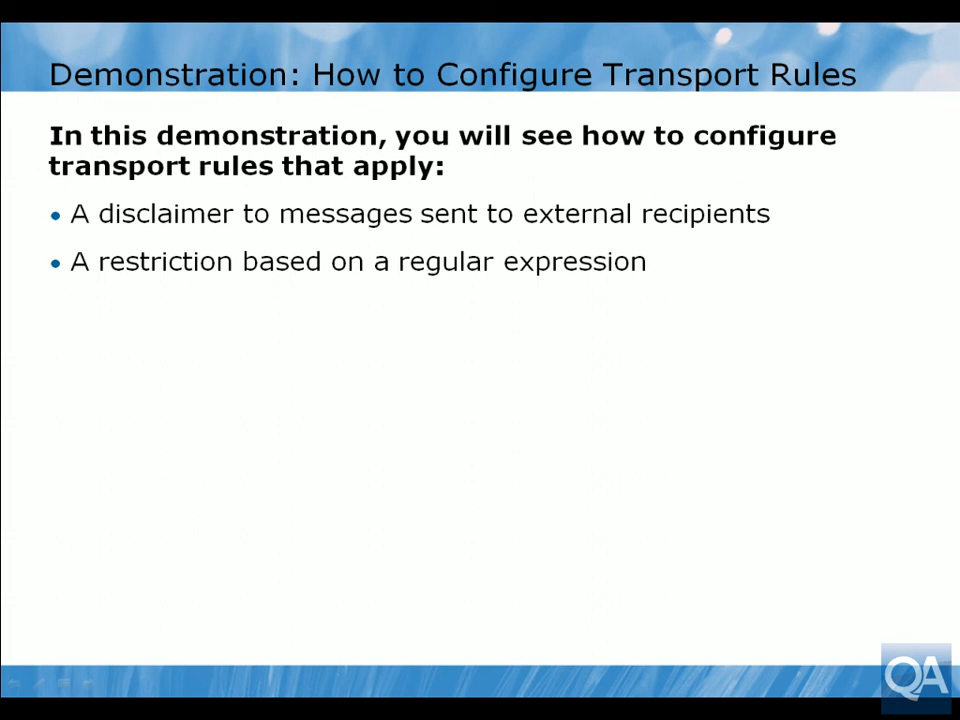 Demonstration: How to Configure Transport Rules
In this demonstration, you will see how to configure
transport rules that apply:
• A disclaimer to messages sent to external recipients
• A restriction based on a regular expression
QA